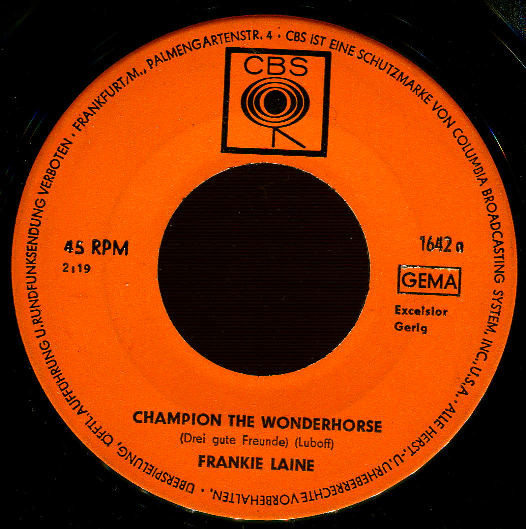 FRANKFURT/M., PALMENGARTENSTR. 4 · CBS IST EINE SCHUTZMARKE VON COLUMBIA BROADCASTING SYSTEM, INC. U.S.A. · ALLE HERST.-U.-URHEBERRECHTE VORBEHALTEN. · ÜBERSPIELUNG, ÖFFTL. AUFFÜHRUNG U. RUNDFUNKSENDUNG VERBOTEN ·
CBS
45 RPM
2:19
1642 a
GEMA
Excelsior
Gerig
CHAMPION THE WONDERHORSE
(Drei gute Freunde) (Luboff)
FRANKIE LAINE